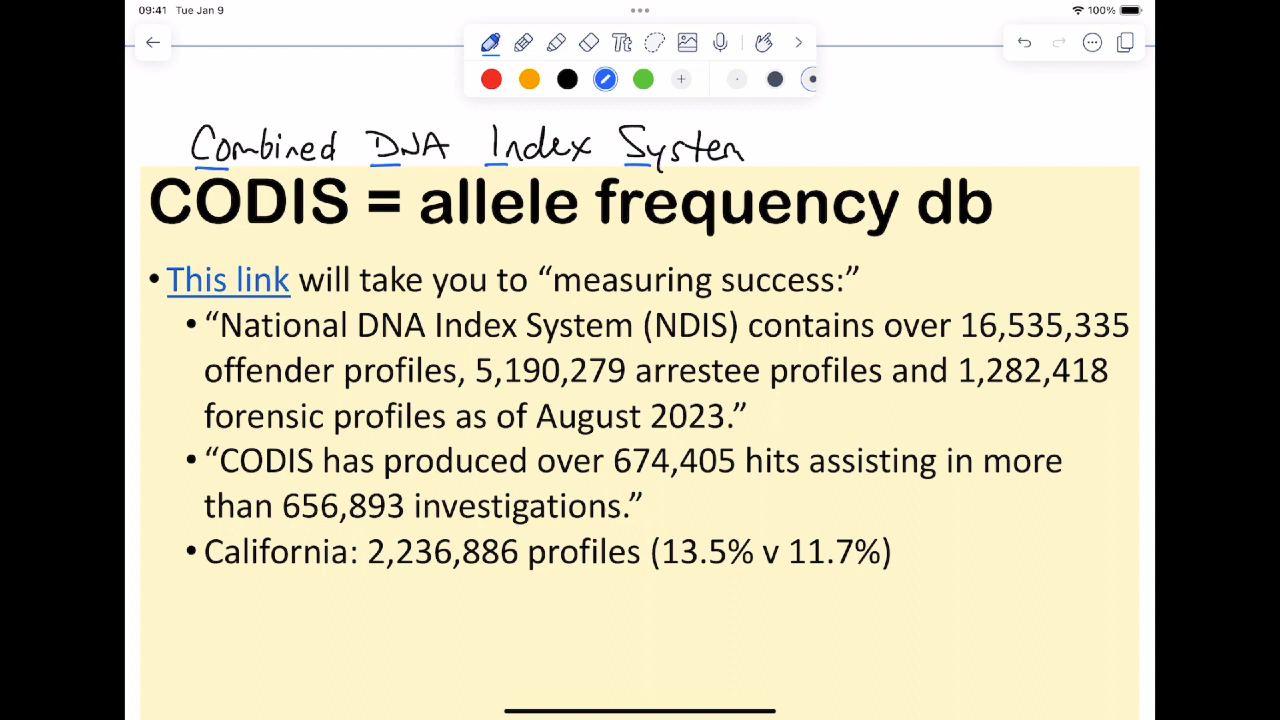 09:41 Tue Jan 9
100%
Tt
Combined DNA Index System
CODIS = allele frequency db
• This link will take you to “measuring success:”
• “National DNA Index System (NDIS) contains over 16,535,335
offender profiles, 5,190,279 arrestee profiles and 1,282,418
forensic profiles as of August 2023.”
• “CODIS has produced over 674,405 hits assisting in more
than 656,893 investigations.”
• California: 2,236,886 profiles (13.5% v 11.7%)